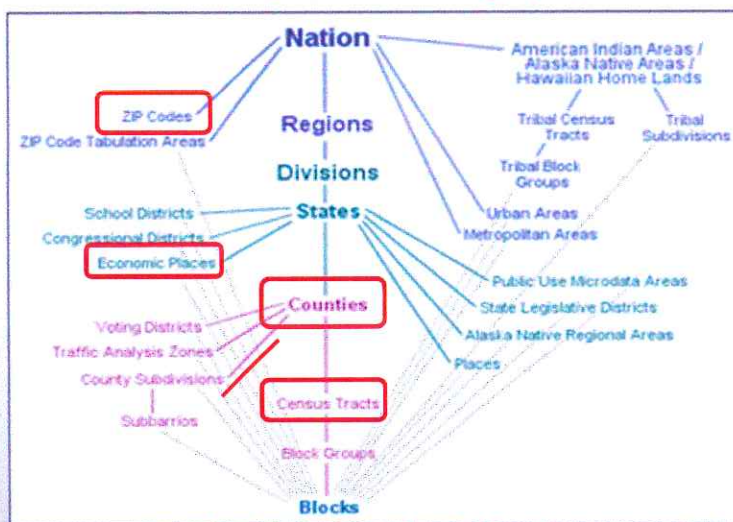 Nation
American Indian Areas /
Alaska Native Areas /
Hawaiian Home Lands
ZIP Codes
ZIP Code Tabulation Areas
Regions
Tribal Census
Tracts
Tribal
Subdivisions
Tribal Block
Groups
Divisions
School Districts
States
Urban Areas
Congressional Districts
Metropolitan Areas
Economic Places
Public Use Microdata Areas
Counties
State Legislative Districts
Voting Districts
Alaska Native Regional Areas
Traffic Analysis Zones
Places
County Subdivisions
Census Tracts
Subbarrios
Block Groups
Blocks